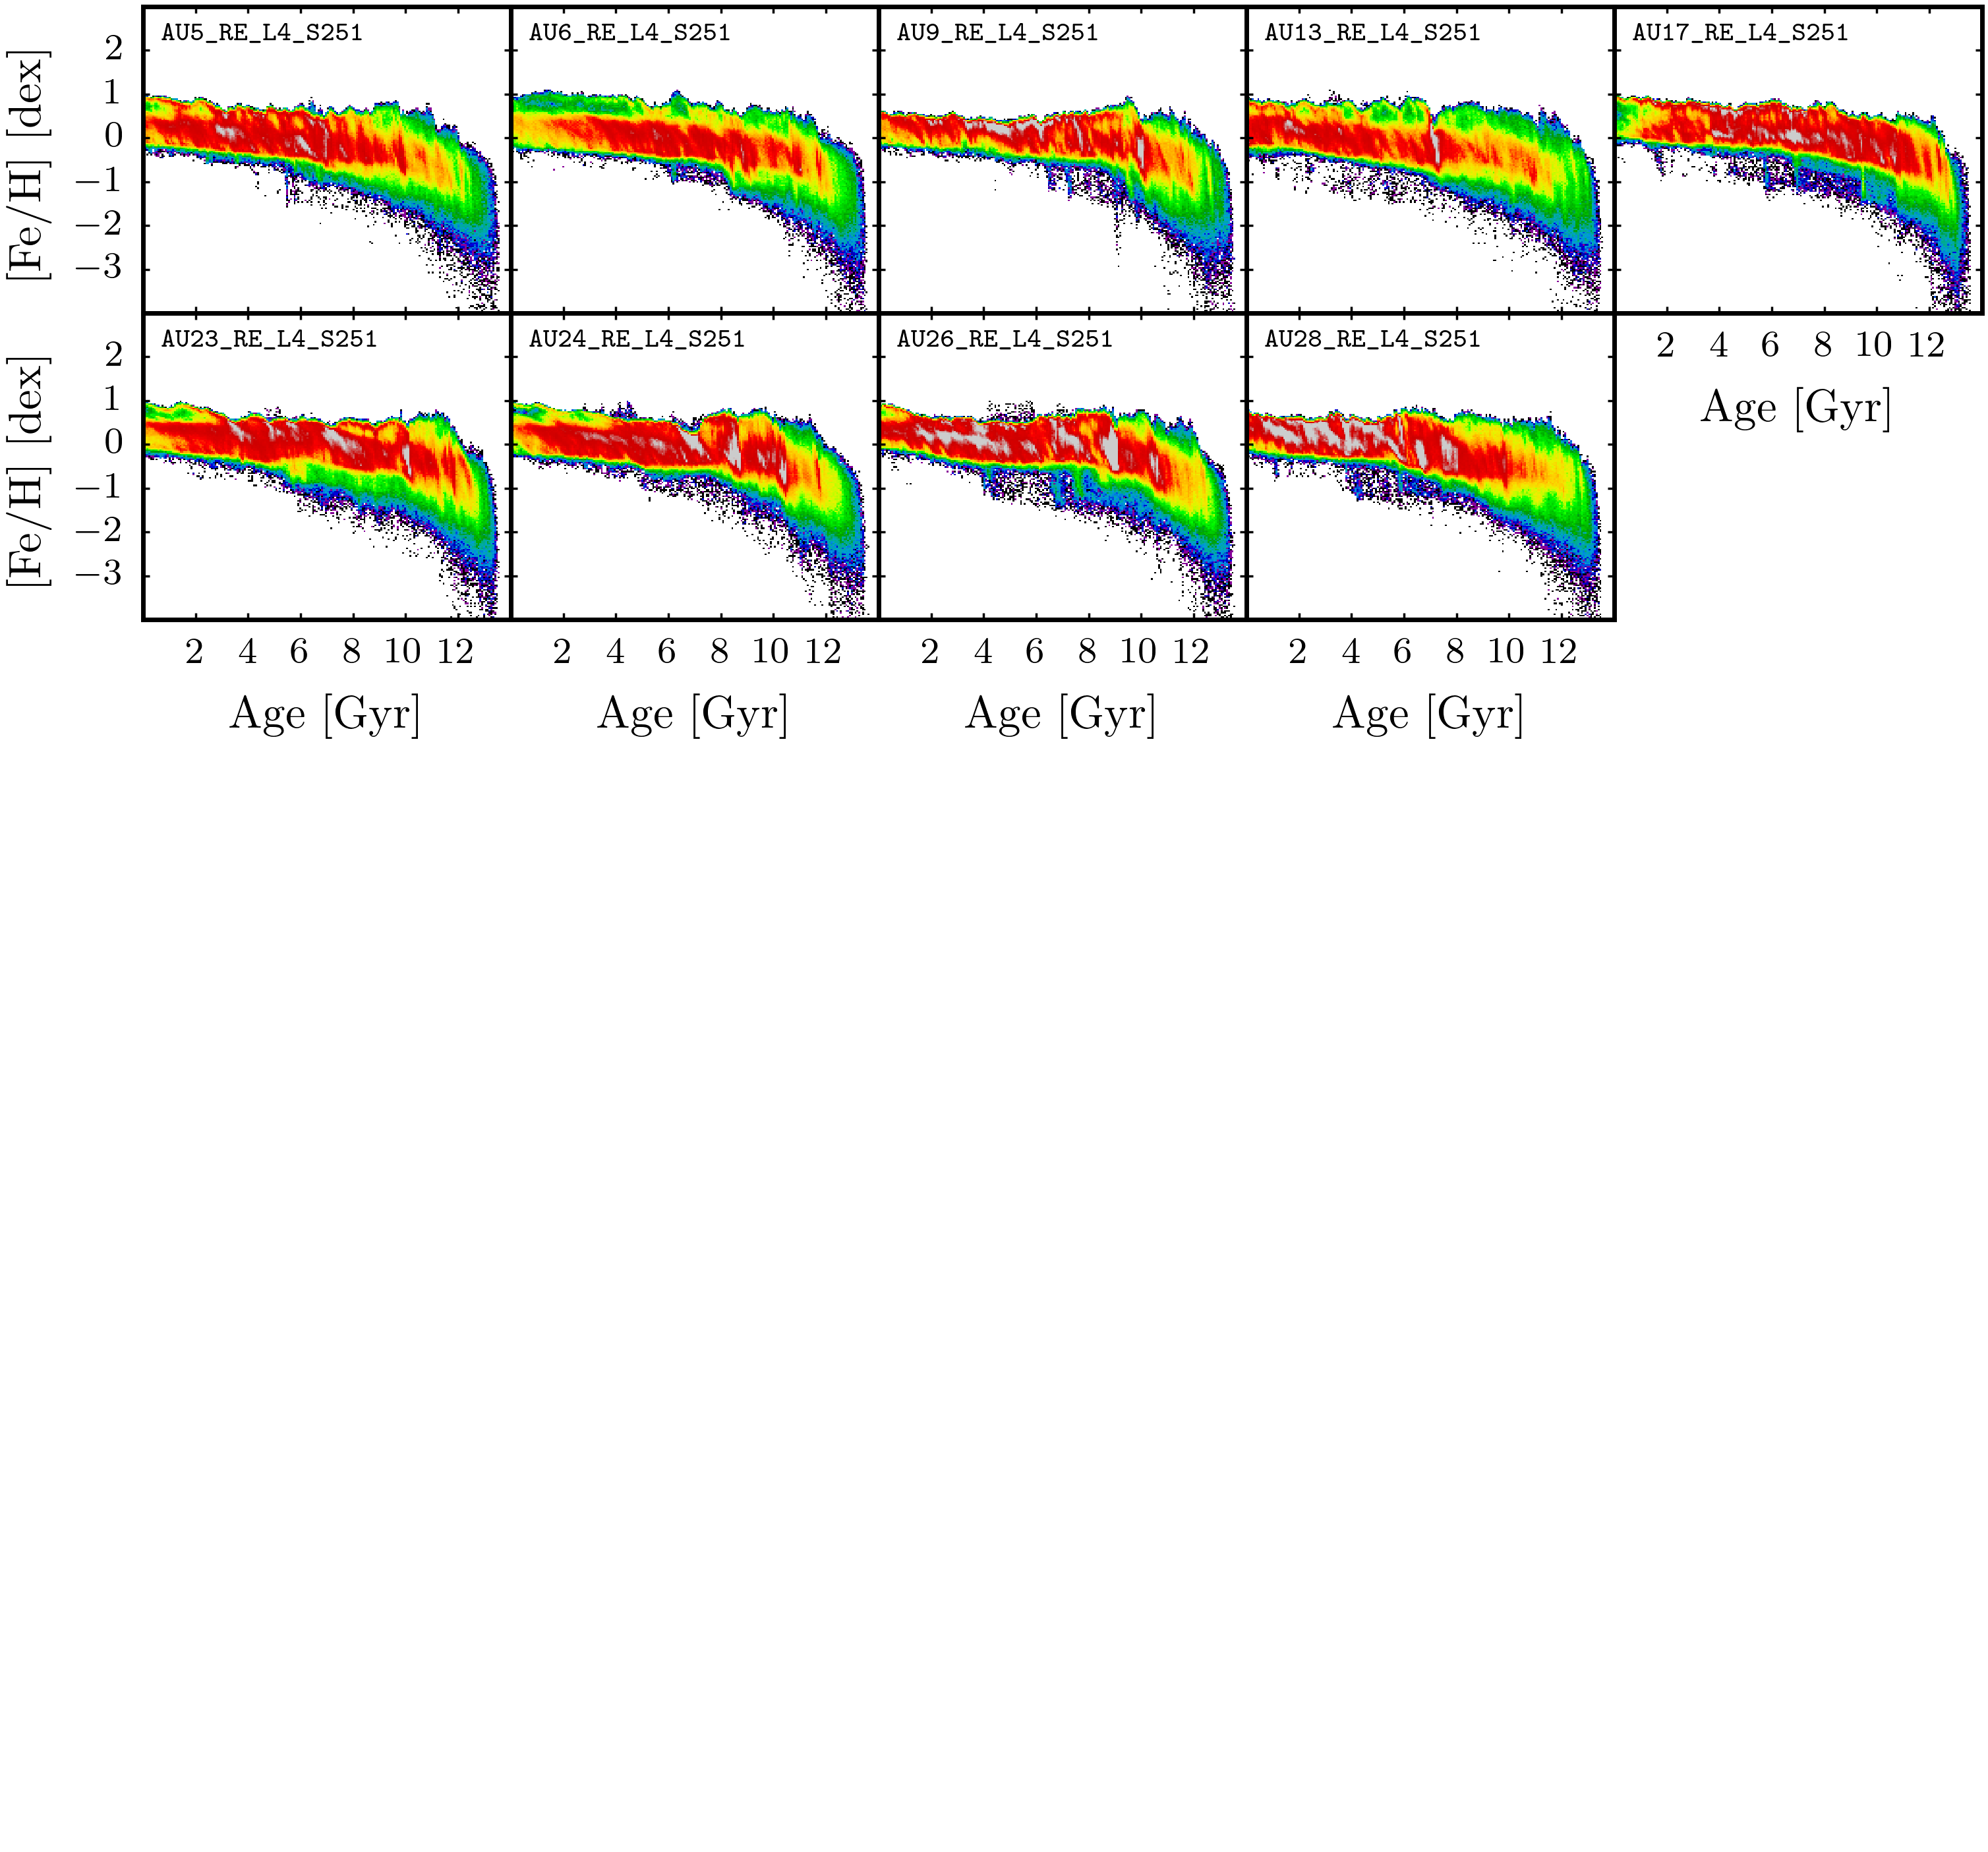 AU5_RE_L4_S251
AU6_RE_L4_S251
AU9_RE_L4_S251
AU13_RE_L4_S251
AU17_RE_L4_S251
[Fe/H] [dex]
2
1
0
−1
−2
−3
2 4 6 8 10 12
Age [Gyr]
AU23_RE_L4_S251
AU24_RE_L4_S251
AU26_RE_L4_S251
AU28_RE_L4_S251
[Fe/H] [dex]
2
1
0
−1
−2
−3
2 4 6 8 10 12
2 4 6 8 10 12
2 4 6 8 10 12
2 4 6 8 10 12
Age [Gyr]
Age [Gyr]
Age [Gyr]
Age [Gyr]